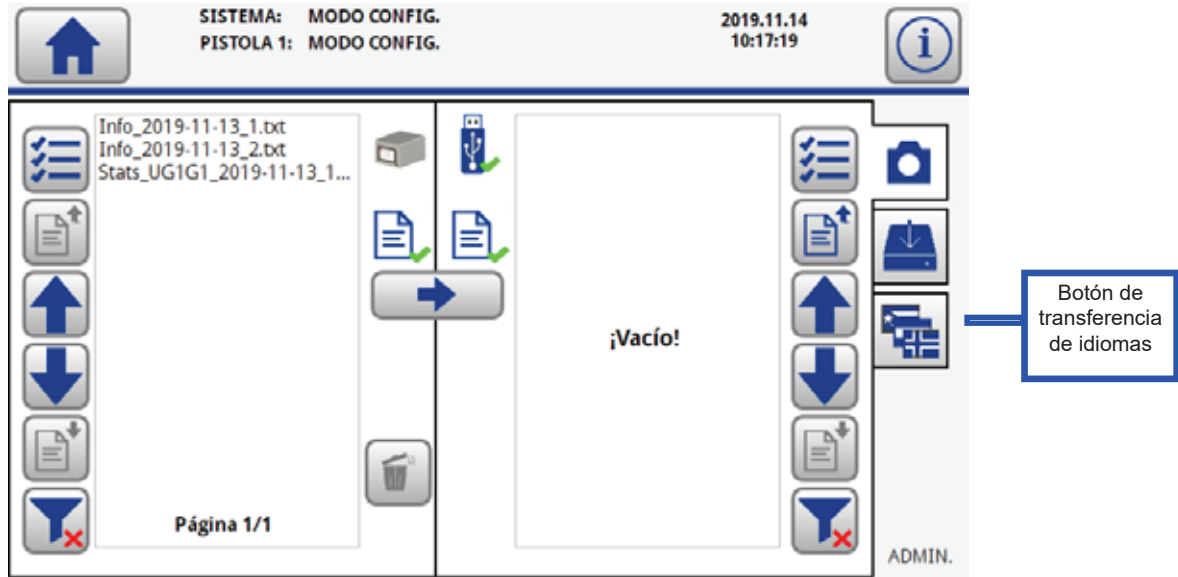 SISTEMA: MODO CONFIG.
PISTOLA 1: MODO CONFIG.
2019.11.14
10:17:19
i
Info_2019-11-13_1.txt
Info_2019-11-13_2.txt
Stats_UG1G1_2019-11-13_1...
Página 1/1
¡Vacío!
ADMIN.
Botón de
transferencia
de idiomas